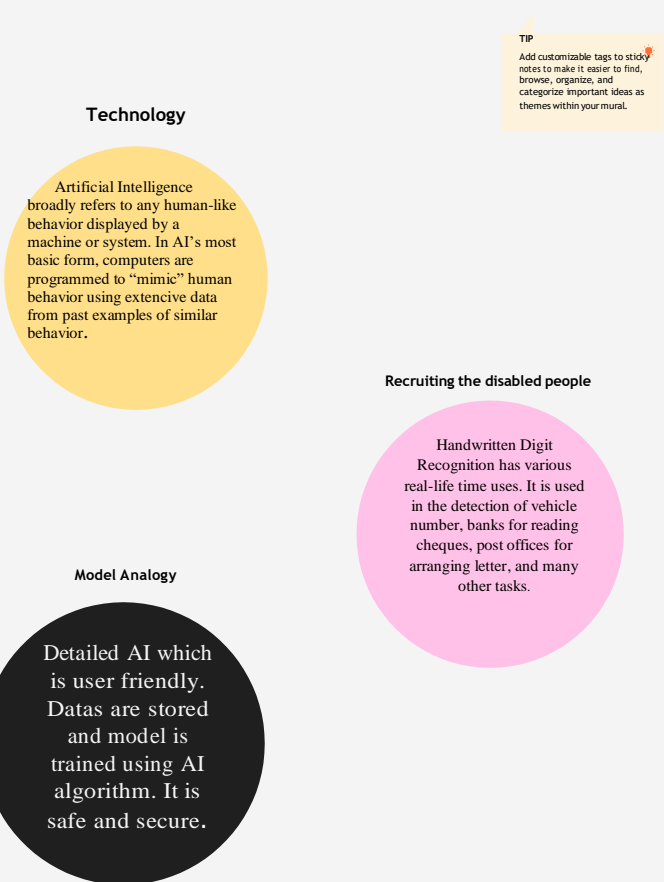 TIP
Add customizable tags to sticky
notes to make it easier to find,
browse, organize, and
categorize important ideas as
themes within your mural.
Technology
Artificial Intelligence
broadly refers to any human-like
behavior displayed by a
machine or system. In AI’s most
basic form, computers are
programmed to “mimic” human
behavior using extencive data
from past examples of similar
behavior.
Recruiting the disabled people
Handwritten Digit
Recognition has various
real-life time uses. It is used
in the detection of vehicle
number, banks for reading
cheques, post offices for
arranging letter, and many
other tasks.
Model Analogy
Detailed AI which
is user friendly.
Datas are stored
and model is
trained using AI
algorithm. It is
safe and secure.